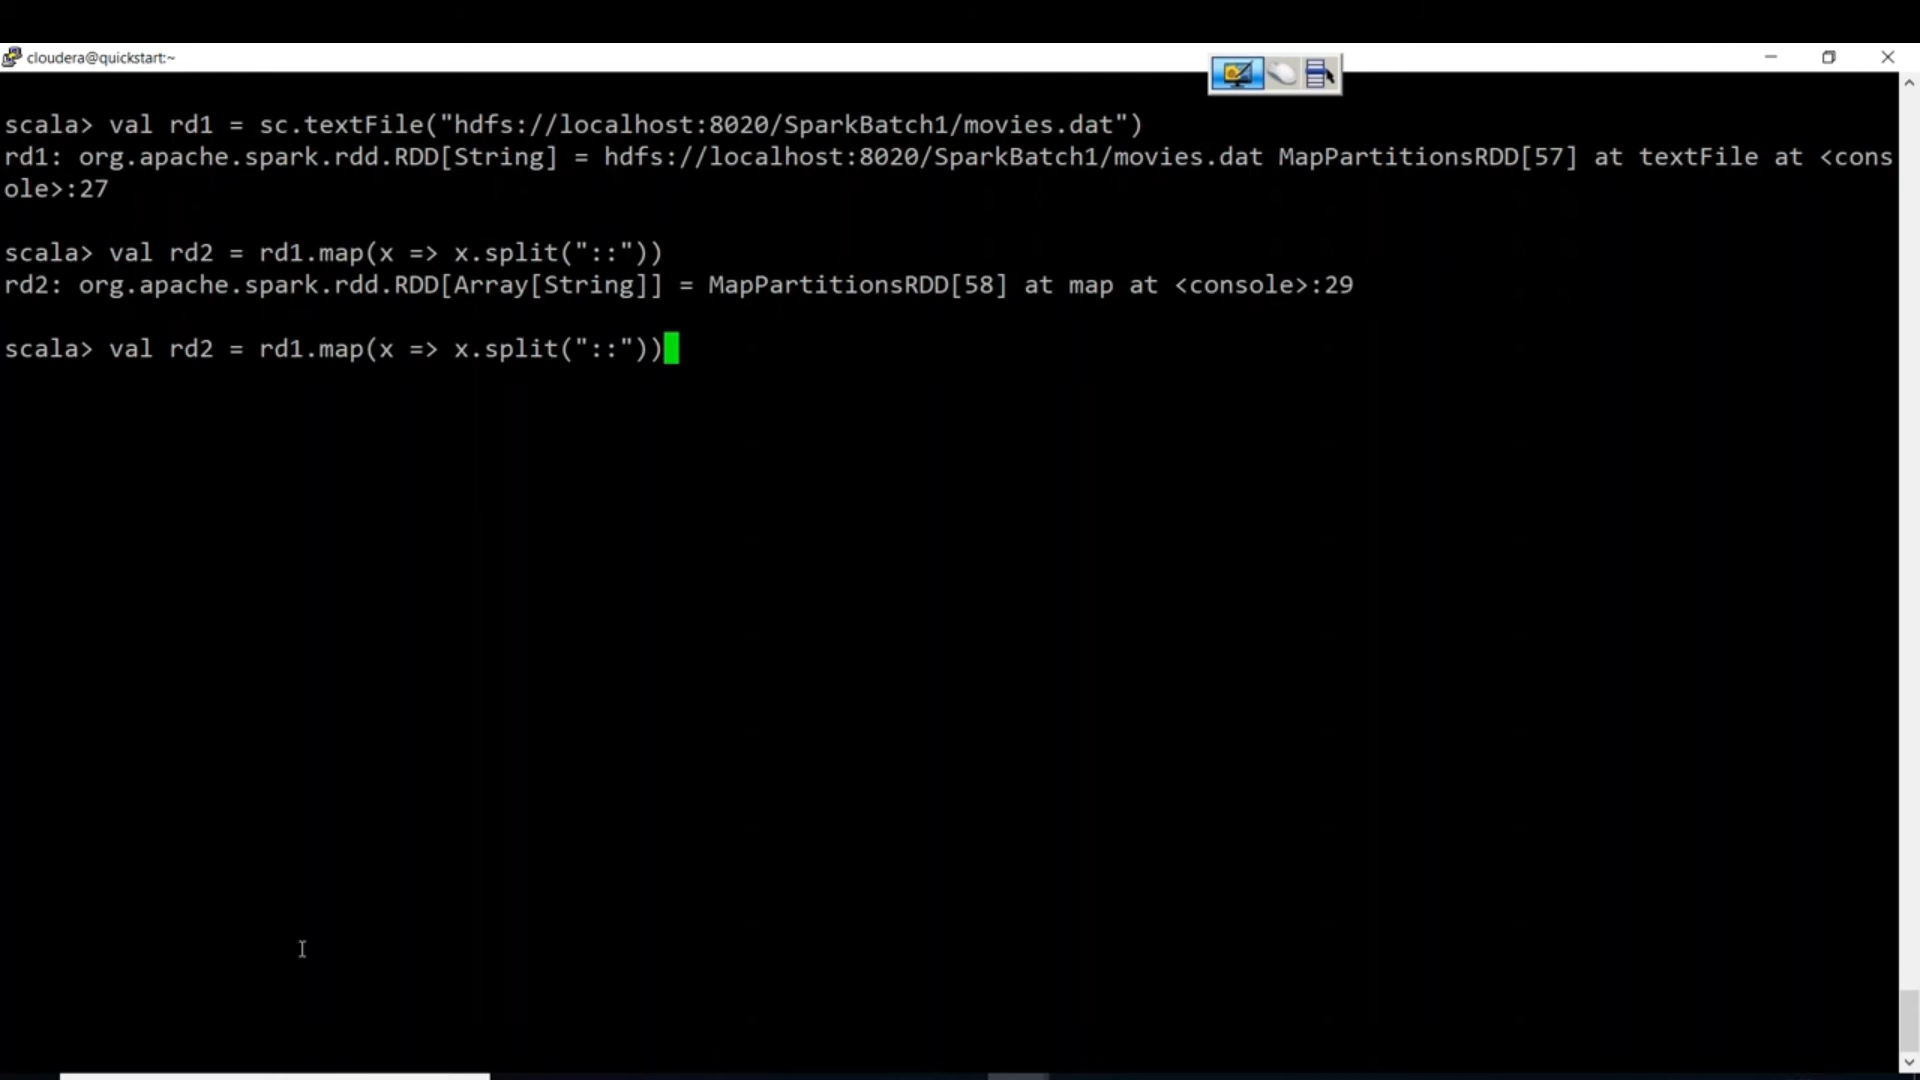 cloudera@quickstart:~
scala> val rd1 = sc.textFile("hdfs://localhost:8020/SparkBatch1/movies.dat")
rd1: org.apache.spark.rdd.RDD[String] = hdfs://localhost:8020/SparkBatch1/movies.dat MapPartitionsRDD[57] at textFile at <cons
ole>:27
scala> val rd2 = rd1.map(x => x.split("::"))
rd2: org.apache.spark.rdd.RDD[Array[String]] = MapPartitionsRDD[58] at map at <console>:29
scala> val rd2 = rd1.map(x => x.split("::"))